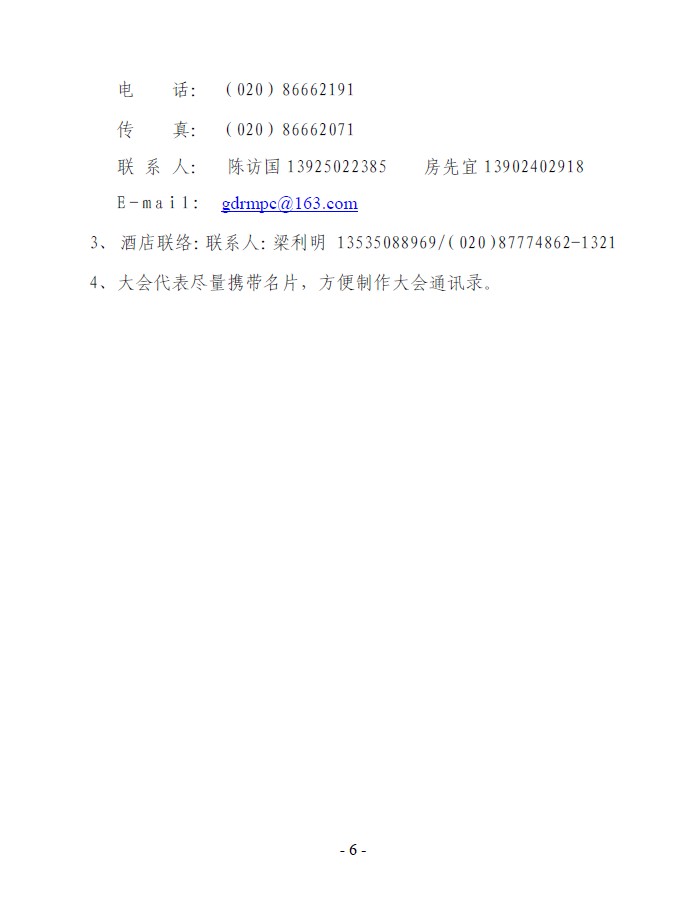 电　　话：　（020）86662191
传　　真：　（020）86662071
联 系 人：　陈访国 13925022385　　房先宜 13902402918
E-mail：　gdrmpc@163.com
3、酒店联络：联系人：梁利明 13535088969/(020)87774862-1321
4、大会代表尽量携带名片，方便制作大会通讯录。
- 6 -